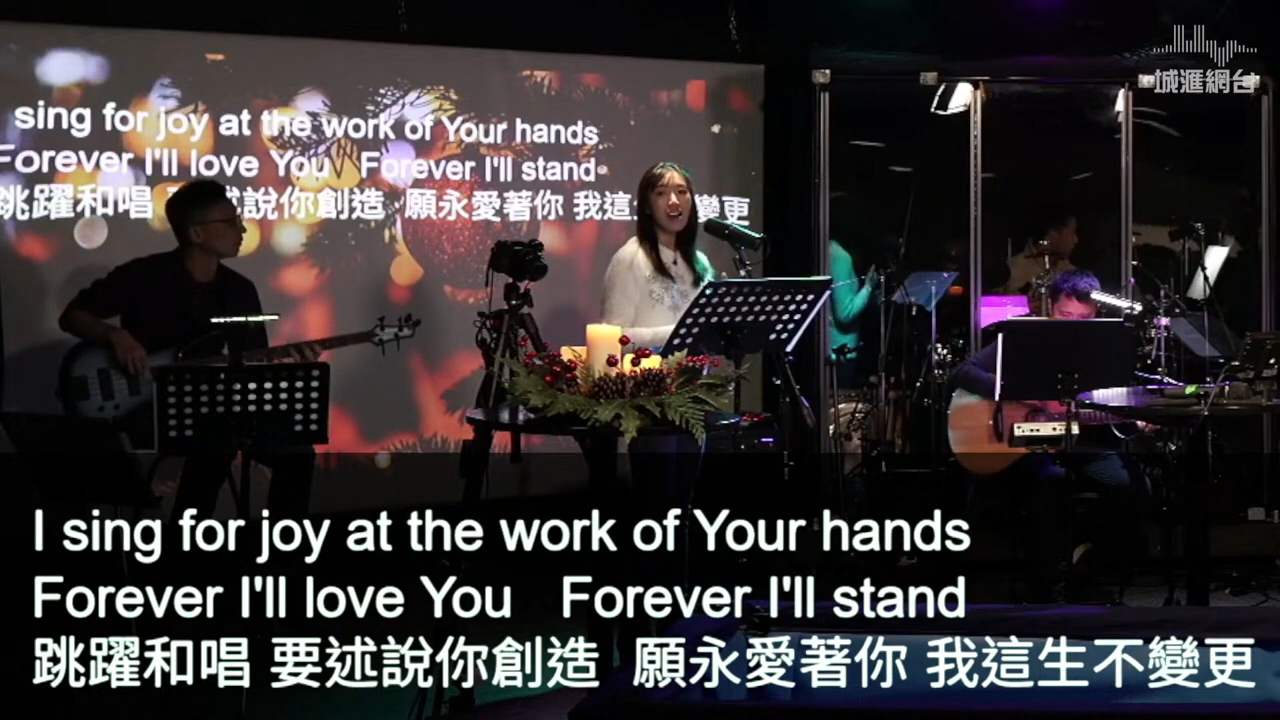 城滙網台
sing for joy at the work of Your hands
Forever I'll love You Forever I'll stand
跳躍和唱 述說你創造 願永愛著你 我這 變更
I sing for joy at the work of Your hands
Forever I'll love You Forever I'll stand
跳躍和唱 要述說你創造 願永愛著你 我這生不變更